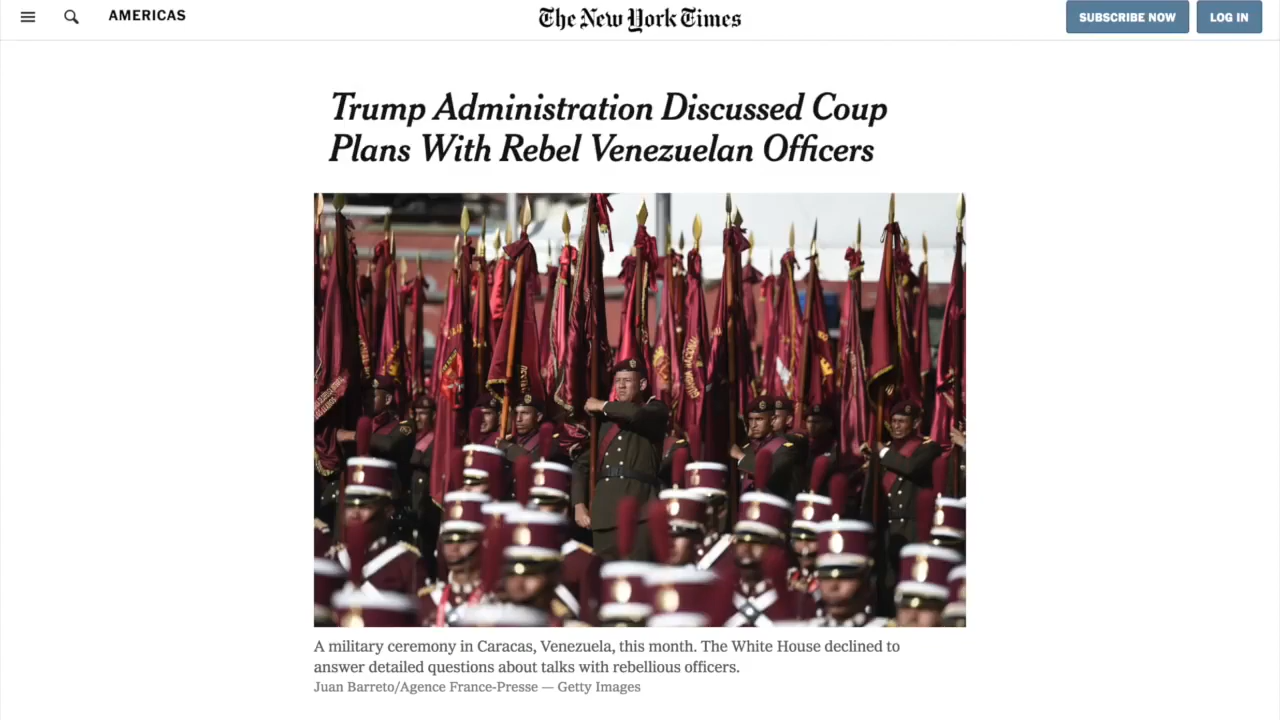 AMERICAS
The New York Times
SUBSCRIBE NOW
LOG IN
Trump Administration Discussed Coup
Plans With Rebel Venezuelan Officers
A military ceremony in Caracas, Venezuela, this month. The White House declined to
answer detailed questions about talks with rebellious officers.
Juan Barreto/Agence France-Presse — Getty Images